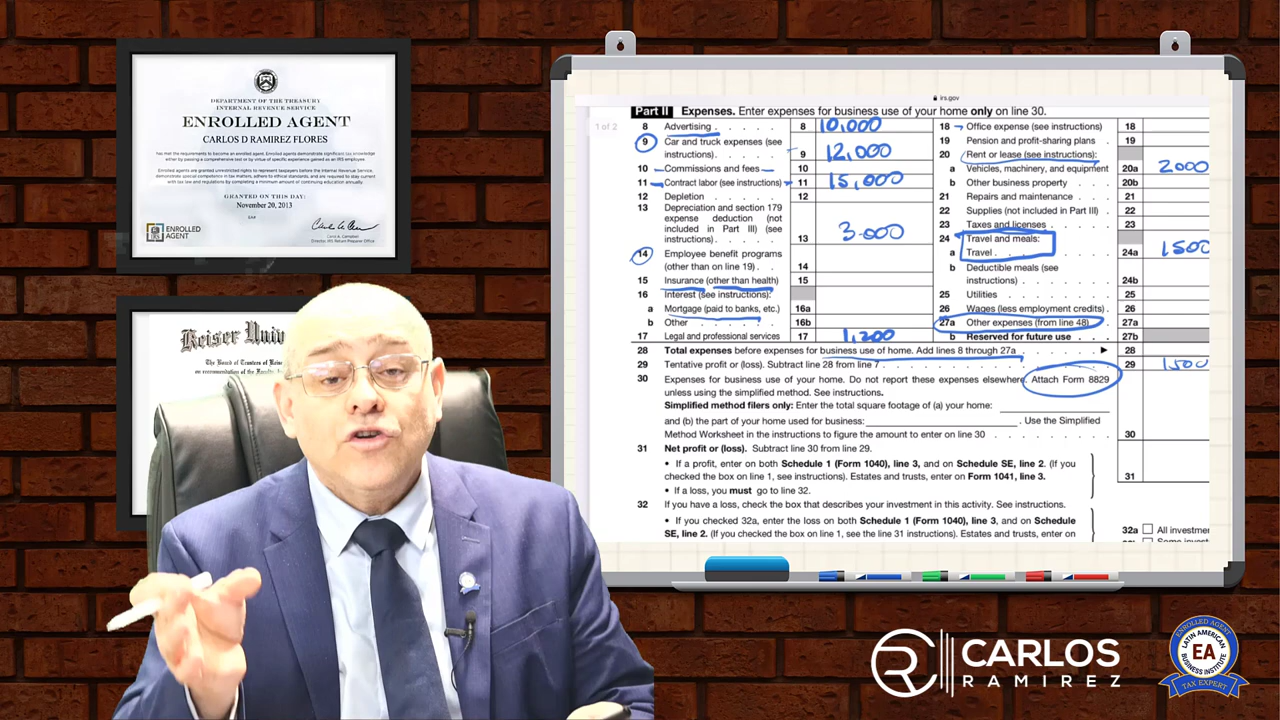 DEPARTMENT OF THE TREASURY
INTERNAL REVENUE SERVICE
ENROLLED AGENT
CARLOS D RAMIREZ FLORES
GRANTED ON THIS DAY:
November 20, 2013
EA#
ENROLLED
AGENT
Keiser Univ
The Board of Trustees of Keise
on recommendation of the Facul
irs.gov
1 of 2
Part II Expenses. Enter expenses for business use of your home only on line 30.
8 Advertising . . . . . 8 10,000
9 Car and truck expenses (see
instructions) . . . . . 9 12,000
10 Commissions and fees 10
11 Contract labor (see instructions) 11 15,000
12 Depletion . . . . . 12
13 Depreciation and section 179
expense deduction (not
included in Part III) (see
instructions) . . . . . 13 3.000
14 Employee benefit programs
(other than on line 19) . . 14
15 Insurance (other than health) 15
16 Interest (see instructions):
a Mortgage (paid to banks, etc.) 16a
b Other . . . . . . 16b
17 Legal and professional services 17 1,200
18 Office expense (see instructions) 18
19 Pension and profit-sharing plans . 19
20 Rent or lease (see instructions):
a Vehicles, machinery, and equipment 20a 2000
b Other business property . . . 20b
21 Repairs and maintenance . . . 21
22 Supplies (not included in Part III) . 22
23 Taxes and licenses . . . . . 23
24 Travel and meals:
a Travel . . . . . . . . . 24a 1500
b Deductible meals (see
instructions) . . . . . . . 24b
25 Utilities . . . . . . . . 25
26 Wages (less employment credits) . 26
27a Other expenses (from line 48) . . 27a
b Reserved for future use . . . 27b
28 Total expenses before expenses for business use of home. Add lines 8 through 27a . . . . . . 28
29 Tentative profit or (loss). Subtract line 28 from line 7 . . . . . . . . . . . . 29 1500
30 Expenses for business use of your home. Do not report these expenses elsewhere. Attach Form 8829
unless using the simplified method. See instructions.
Simplified method filers only: Enter the total square footage of (a) your home:
and (b) the part of your home used for business: . Use the Simplified
Method Worksheet in the instructions to figure the amount to enter on line 30 . . . . . . . . 30
31 Net profit or (loss). Subtract line 30 from line 29.
• If a profit, enter on both Schedule 1 (Form 1040), line 3, and on Schedule SE, line 2. (If you
checked the box on line 1, see instructions). Estates and trusts, enter on Form 1041, line 3. 31
• If a loss, you must go to line 32.
32 If you have a loss, check the box that describes your investment in this activity. See instructions.
• If you checked 32a, enter the loss on both Schedule 1 (Form 1040), line 3, and on Schedule
SE, line 2. (If you checked the box on line 1, see the line 31 instructions). Estates and trusts, enter on
32a All investmen
CARLOS
RAMIREZ
ENROLLED AGENT
LATIN AMERICAN
EA
BUSINESS INSTITUTE
TAX EXPERT